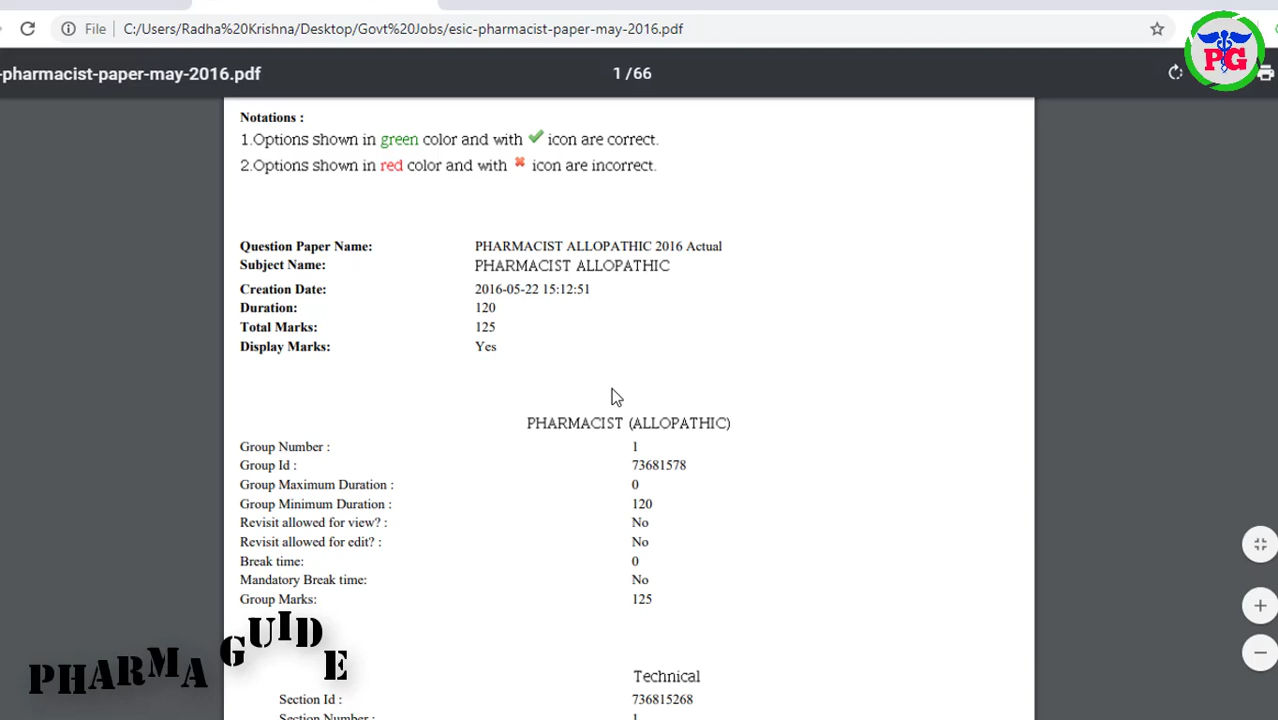 File C:/Users/Radha%20Krishna/Desktop/Govt%20Jobs/esic-pharmacist-paper-may-2016.pdf
-pharmacist-paper-may-2016.pdf 1 / 66
PG
Notations :
1.Options shown in green color and with ✔ icon are correct.
2.Options shown in red color and with ✖ icon are incorrect.
Question Paper Name: PHARMACIST ALLOPATHIC 2016 Actual
Subject Name: PHARMACIST ALLOPATHIC
Creation Date: 2016-05-22 15:12:51
Duration: 120
Total Marks: 125
Display Marks: Yes
PHARMACIST (ALLOPATHIC)
Group Number : 1
Group Id : 73681578
Group Maximum Duration : 0
Group Minimum Duration : 120
Revisit allowed for view? : No
Revisit allowed for edit? : No
Break time: 0
Mandatory Break time: No
Group Marks: 125
PHARMA GUIDE
Technical
Section Id : 736815268
Section Number : 1